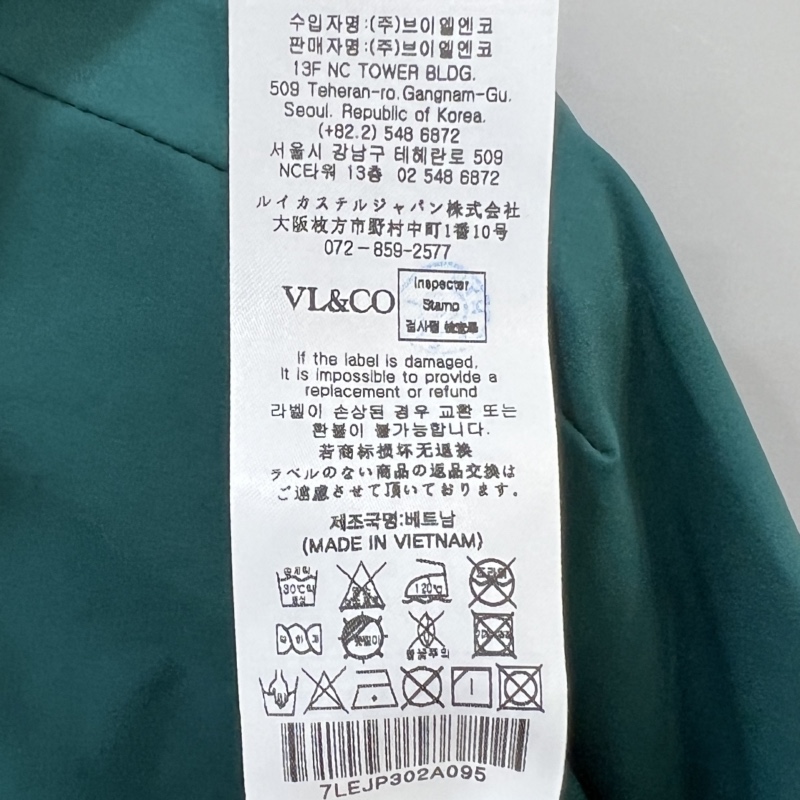 수입자명:(주)브이엘엔코
판매자명:(주)브이엘엔코
13F NC TOWER BLDG.
509 Teheran-ro.Gangnam-Gu.
Seoul. Republic of Korea.
(+82.2) 548 6872
서울시 강남구 테헤란로 509
NC타워 13층 02 548 6872
ルイカステルジャパン株式会社
大阪枚方市野村中町1番10号
072-859-2577
VL&CO
Inspector
Stamp
If the label is damaged,
it is impossible to provide a
replacement or refund
라벨이 손상된 경우 교환 또는
환불이 불가능합니다.
若商标损坏无退换
ラベルのない商品の返品交換は
ご遠慮させて頂いております。
제조국명:베트남
(MADE IN VIETNAM)
30℃
120℃
7LEJP302A095